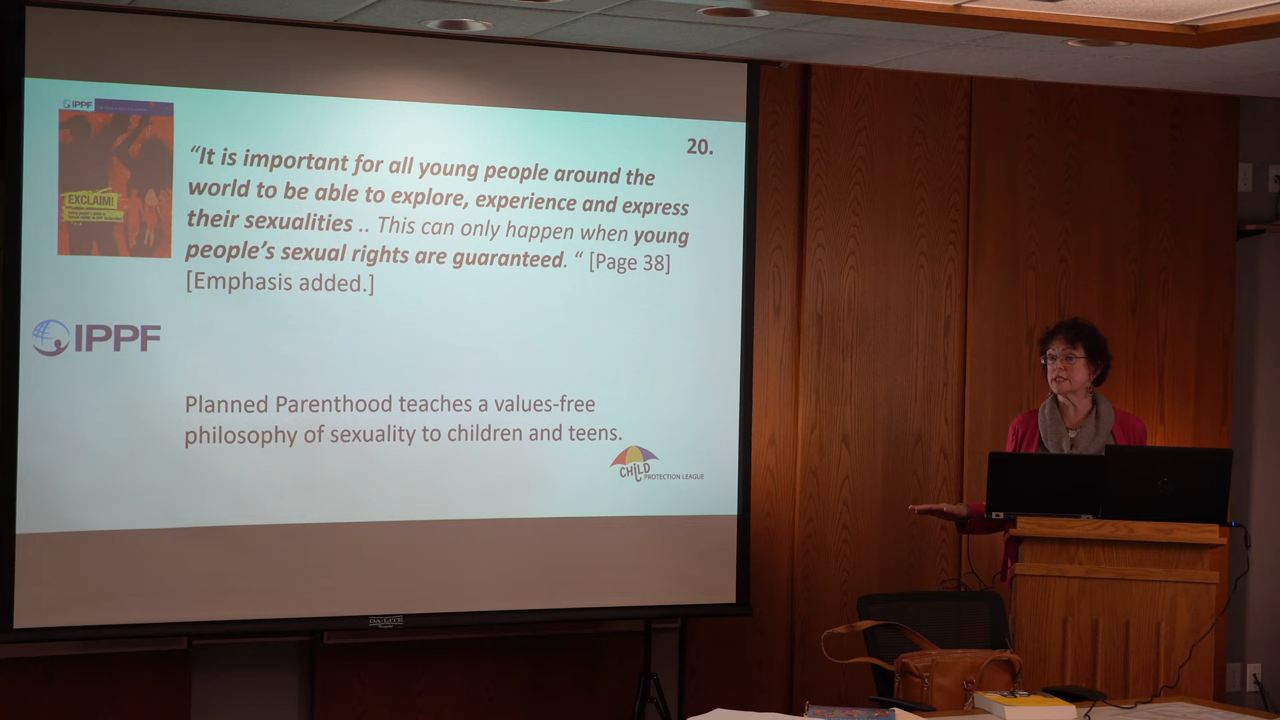 IPPF
EXCLAIM!
20.
“It is important for all young people around the
world to be able to explore, experience and express
their sexualities .. This can only happen when young
people’s sexual rights are guaranteed. “ [Page 38]
[Emphasis added.]
IPPF
Planned Parenthood teaches a values-free
philosophy of sexuality to children and teens.
CHILD
PROTECTION LEAGUE
DA-LITE